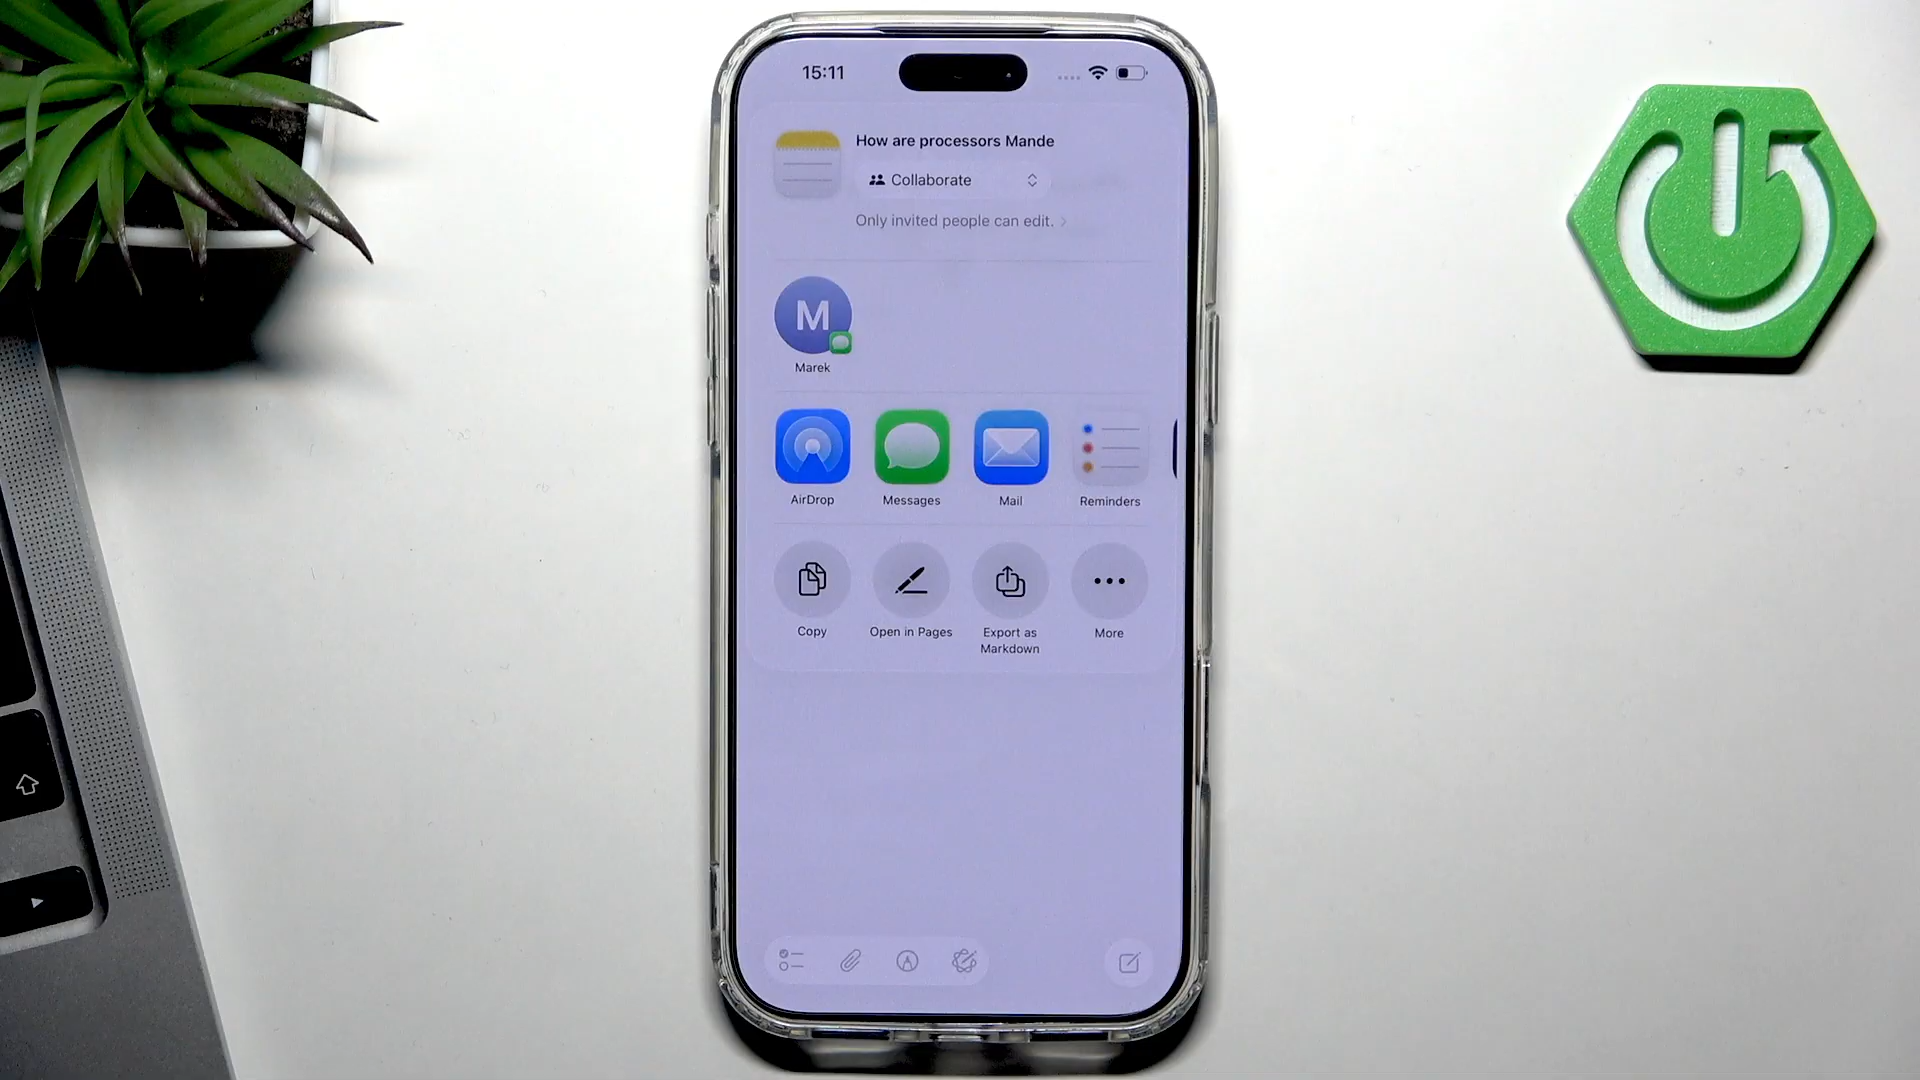 15:11
How are processors Mande
Collaborate
Only invited people can edit.
M
Marek
AirDrop
Messages
Mail
Reminders
Copy
Open in Pages
Export as
Markdown
More